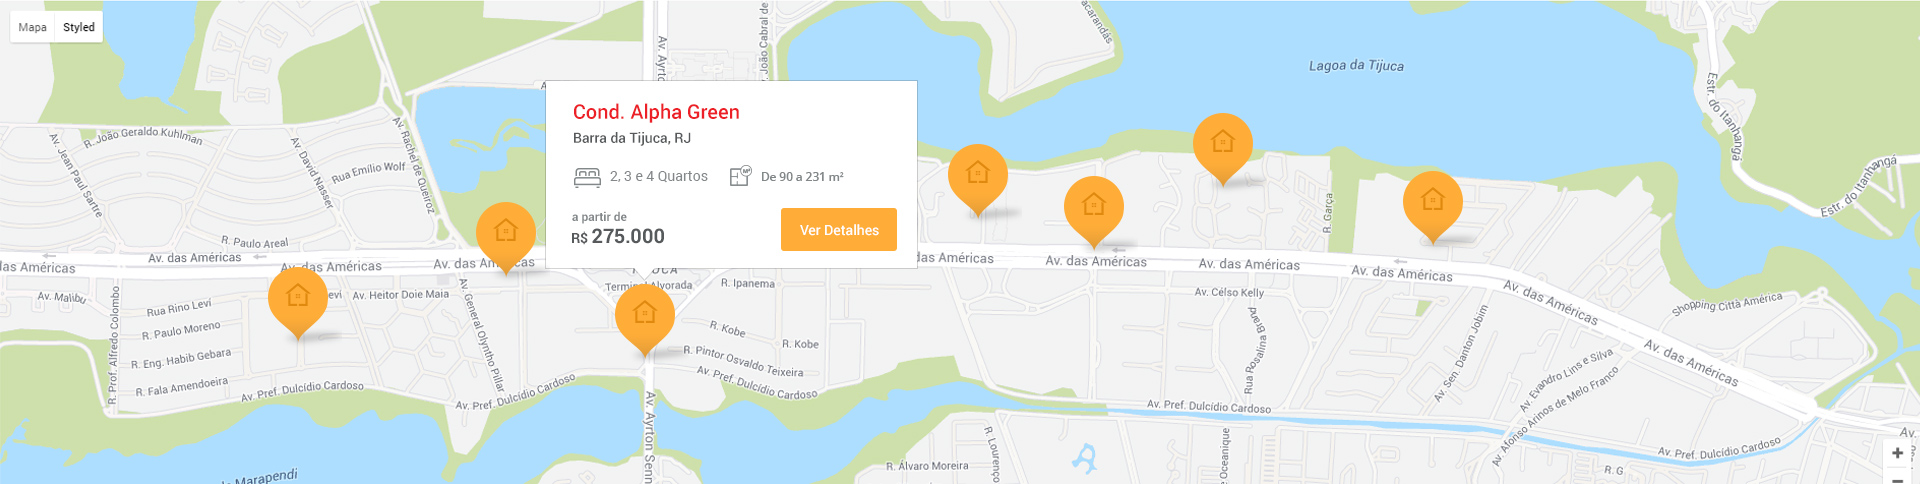 Mapa
Styled
Cond. Alpha Green
Barra da Tijuca, RJ
2, 3 e 4 Quartos
De 90 a 231 m²
a partir de
R$ 275.000
Ver Detalhes
Lagoa da Tijuca
Av. João Cabral de
acarandás
Av. Ayrto
Estr. do Itanhangá
Estr. do Itanhangá
R. João Geraldo Kuhlman
Av. Jean Paul Sartre
Av. David Nasser
Rua Emílio Wolf
Av. Rachel de Queiroz
R. Garça
R. Paulo Areal
Av. das Américas
das Américas
Av. das Américas
Av. das Américas
das Américas
Av. das Américas
Av. das Américas
Av. das Américas
Av. das Américas
Av. das Américas
Terminal Alvorada
R. Ipanema
Av. Malibu
Rua Rino Levi
Levi
Av. Heitor Doie Maia
Av. Célso Kelly
Shopping Città América
R. Paulo Moreno
R. Kobe
R. Kobe
R. Eng. Habib Gebara
R. Pintor Osvaldo Teixeira
R. Fala Amendoeira
R. Prof. Alfredo Colombo
Av. General Olyntho Pillar
Av. Pref. Dulcídio Cardoso
Av. Pref. Dulcídio Cardoso
Av. Pref. Dulcídio Cardoso
Av. Pref. Dulcídio Cardoso
Av. Pref. Dulcídio Cardoso
Rua Rosalina Brand
Av. Sen. Danton Jobim
Av. Evandro Lins e Silva
Av. Afonso Arinos de Melo Franco
Av. Ayrton Sen
R. Lourenço
R. Álvaro Moreira
e Oceanique
R. G
Av.
de Marapendi
+
−